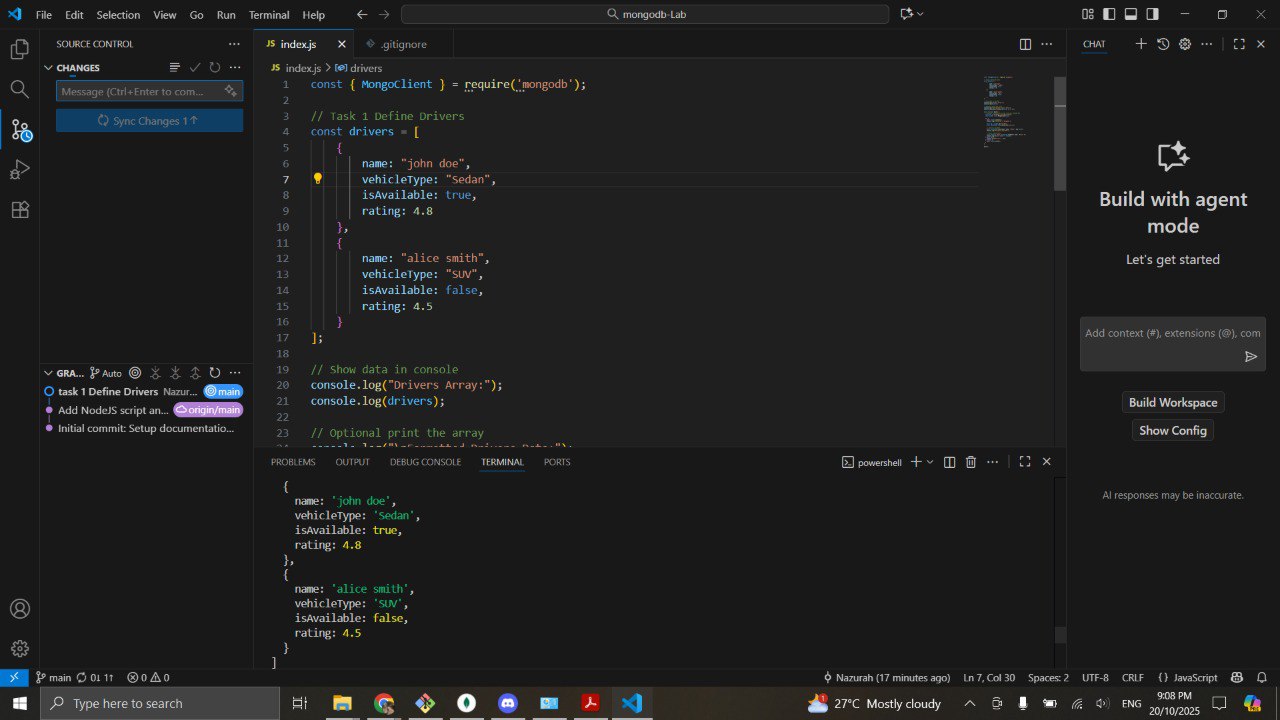 File Edit Selection View Go Run Terminal Help
mongodb-Lab
SOURCE CONTROL
CHANGES
Message (Ctrl+Enter to com...
Sync Changes 1↑
GRA... Auto
task 1 Define Drivers Nazur... main
Add NodeJS script an... origin/main
Initial commit: Setup documentatio...
JS index.js
.gitignore
JS index.js > drivers
1 const { MongoClient } = require('mongodb');
2
3 // Task 1 Define Drivers
4 const drivers = [
5 {
6 name: "john doe",
7 vehicleType: "Sedan",
8 isAvailable: true,
9 rating: 4.8
10 },
11 {
12 name: "alice smith",
13 vehicleType: "SUV",
14 isAvailable: false,
15 rating: 4.5
16 }
17 ];
18
19 // Show data in console
20 console.log("Drivers Array:");
21 console.log(drivers);
22
23 // Optional print the array
24 console.log("\nFormatted Drivers Data:");
PROBLEMS OUTPUT DEBUG CONSOLE TERMINAL PORTS
powershell
{
name: 'john doe',
vehicleType: 'Sedan',
isAvailable: true,
rating: 4.8
},
{
name: 'alice smith',
vehicleType: 'SUV',
isAvailable: false,
rating: 4.5
}
]
CHAT
Build with agent
mode
Let's get started
Add context (#), extensions (@), com
Build Workspace
Show Config
AI responses may be inaccurate.
main 0↓ 1↑ 0 0
Nazurah (17 minutes ago) Ln 7, Col 30 Spaces: 2 UTF-8 CRLF {} JavaScript
Type here to search
1
27°C Mostly cloudy
ENG
9:08 PM
20/10/2025